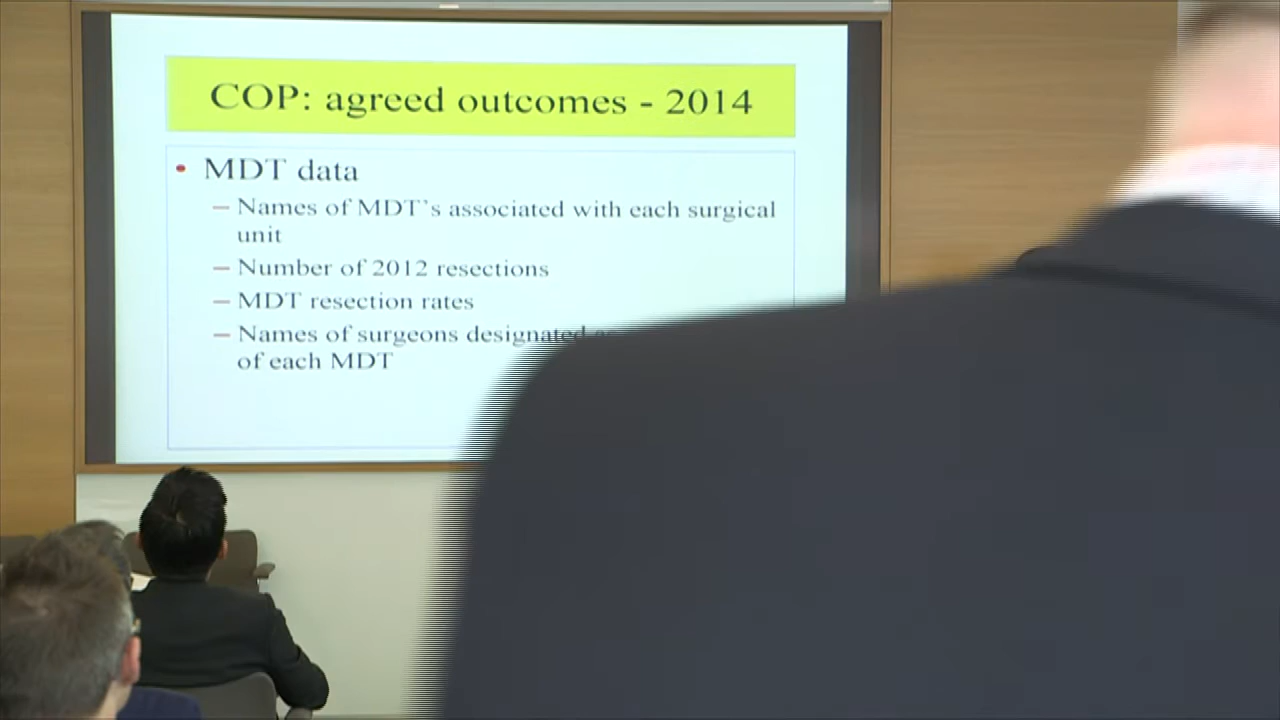 COP: agreed outcomes - 2014
• MDT data
– Names of MDT's associated with each surgical
unit
– Number of 2012 resections
– MDT resection rates
– Names of surgeons designated
of each MDT